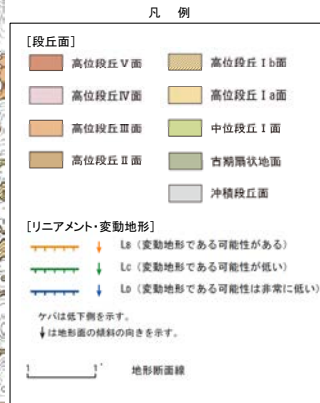 凡 例
[段丘面]
高位段丘Ⅴ面
高位段丘Ⅳ面
高位段丘Ⅲ面
高位段丘Ⅱ面
高位段丘Ⅰb面
高位段丘Ⅰa面
中位段丘Ⅰ面
古期扇状地面
沖積段丘面
[リニアメント・変動地形]
LB (変動地形である可能性がある)
LC (変動地形である可能性が低い)
LD (変動地形である可能性は非常に低い)
ケバは低下側を示す。
↓は地形面の傾斜の向きを示す。
1 1' 地形断面線